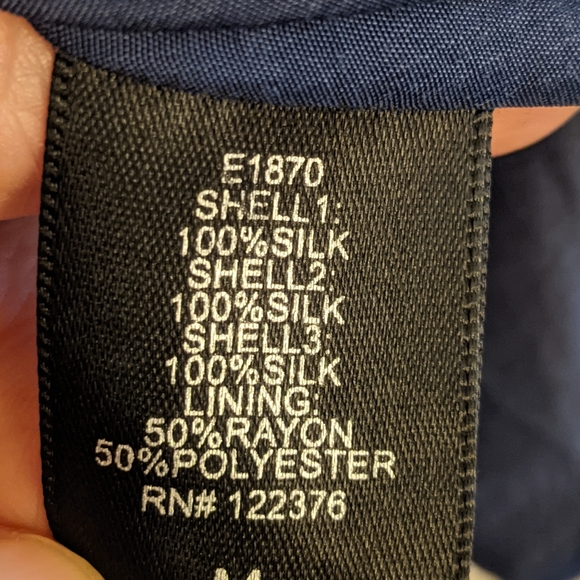 E1870
SHELL1:
100%SILK
SHELL2:
100%SILK
SHELL3:
100%SILK
LINING:
50%RAYON
50%POLYESTER
RN# 122376